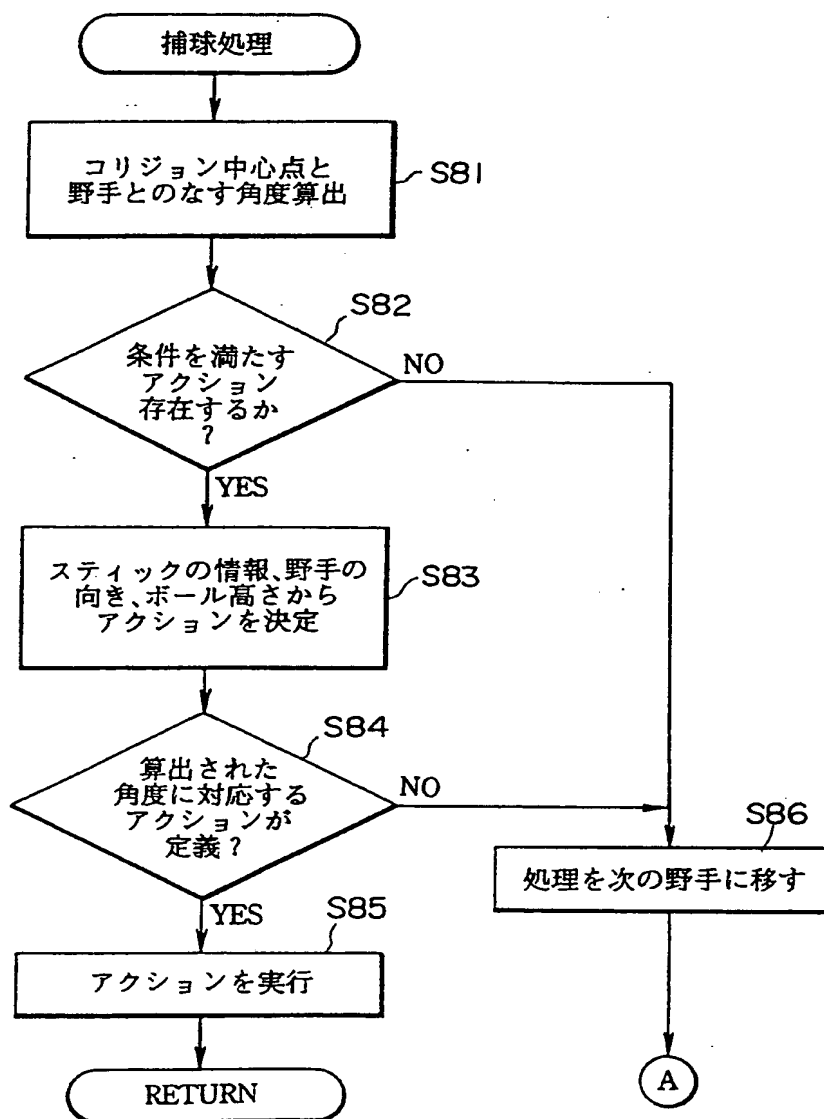 捕球処理
コリジョン中心点と
野手とのなす角度算出
S81
S82
条件を満たす
アクション
存在するか
?
NO
YES
スティックの情報、野手の
向き、ボール高さから
アクションを決定
S83
S84
算出された
角度に対応する
アクションが
定義?
NO
YES
S86
処理を次の野手に移す
S85
アクションを実行
RETURN
A